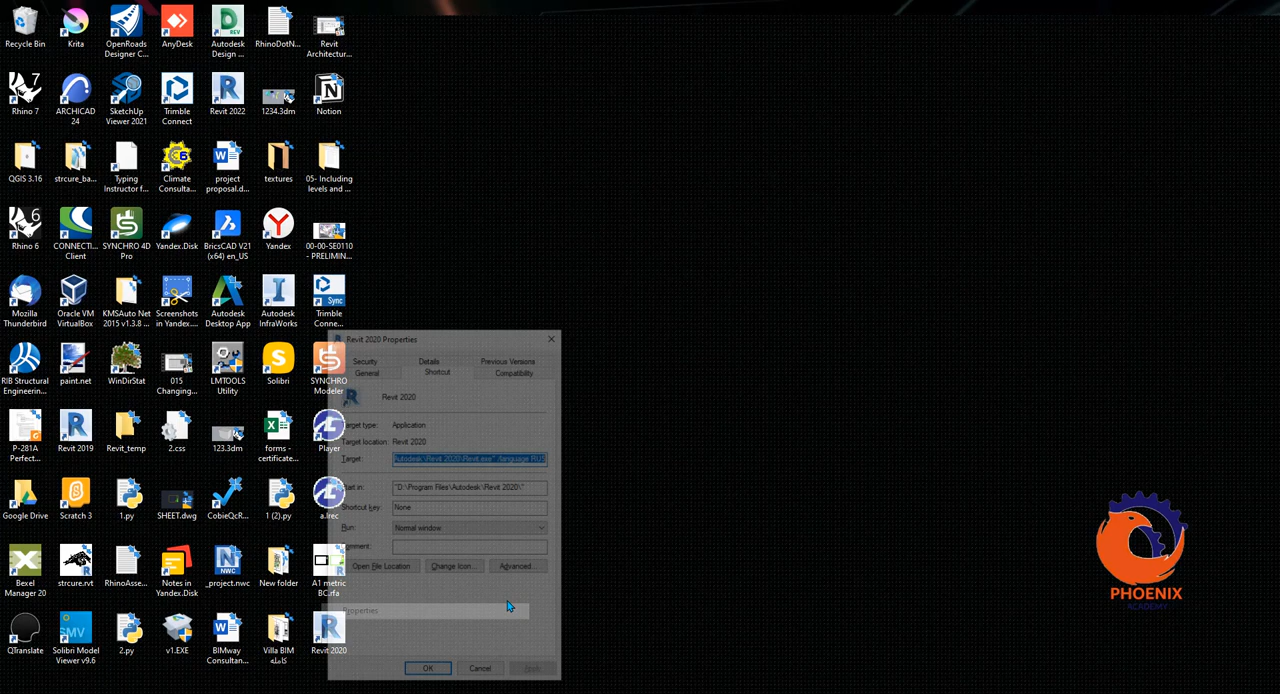 Recycle Bin
Krita
OpenRoads
Designer C...
AnyDesk
Autodesk
Design ...
RhinoDotN...
Revit
Architectur...
Rhino 7
ARCHICAD
24
SketchUp
Viewer 2021
Trimble
Connect
Revit 2022
1234.3dm
Notion
QGIS 3.16
strcure_ba...
Typing
Instructor f...
Climate
Consulta...
project
proposal.d...
textures
05- Including
levels and ...
Rhino 6
CONNECTI...
Client
SYNCHRO 4D
Pro
Yandex.Disk
BricsCAD V21
(x64) en_US
Yandex
00-00-SE0110
- PRELIMIN...
Mozilla
Thunderbird
Oracle VM
VirtualBox
KMSAuto Net
2015 v1.3.8 ...
Screenshots
in Yandex....
Autodesk
Desktop App
Autodesk
InfraWorks
Trimble
Conne...
RIB Structural
Engineerin...
paint.net
WinDirStat
015
Changing...
LMTOOLS
Utility
Solibri
SYNCHRO
Modeler
P-281A
Perfect...
Revit 2019
Revit_temp
2.css
123.3dm
forms -
certificate...
Player
Google Drive
Scratch 3
1.py
SHEET.dwg
CobieQcR...
1 (2).py
a.lrec
Bexel
Manager 20
strcure.rvt
RhinoAsse...
Notes in
Yandex.Disk
_project.nwc
New folder
A1 metric
BC.rfa
QTranslate
Solibri Model
Viewer v9.6
2.py
v1.EXE
BIMway
Consultan...
Villa BIM
كامله
Revit 2020
Revit 2020 Properties
Security
Details
Previous Versions
General
Shortcut
Compatibility
Revit 2020
Target type: Application
Target location: Revit 2020
Target: Autodesk\Revit 2020\Revit.exe" /language RUS
Start in: "D:\Program Files\Autodesk\Revit 2020\"
Shortcut key: None
Run: Normal window
Comment:
Open File Location
Change Icon...
Advanced...
Properties
OK
Cancel
Apply
PHOENIX
ACADEMY